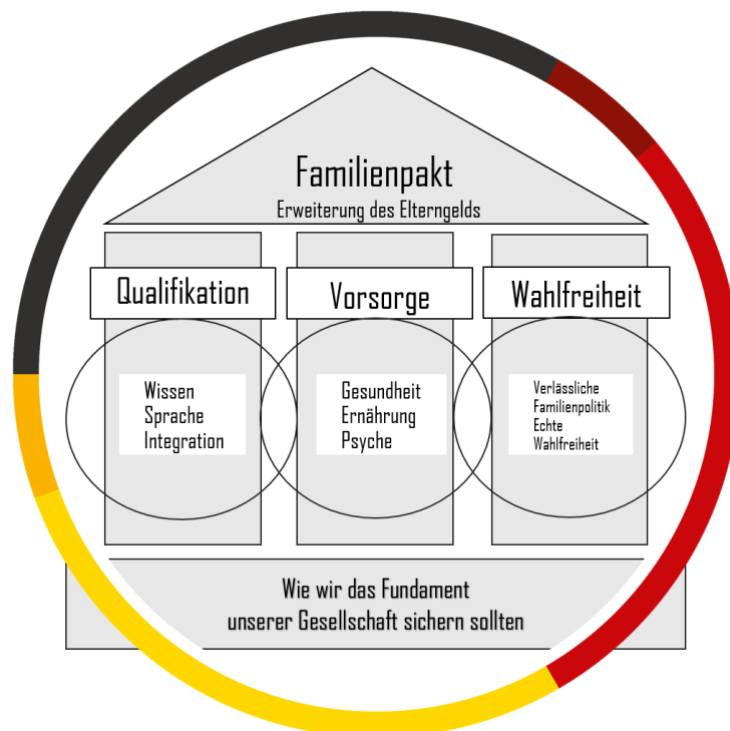 Familienpakt
Erweiterung des Elterngelds
Qualifikation
Vorsorge
Wahlfreiheit
Wissen
Sprache
Integration
Gesundheit
Ernährung
Psyche
Verlässliche
Familienpolitik
Echte
Wahlfreiheit
Wie wir das Fundament
unserer Gesellschaft sichern sollten